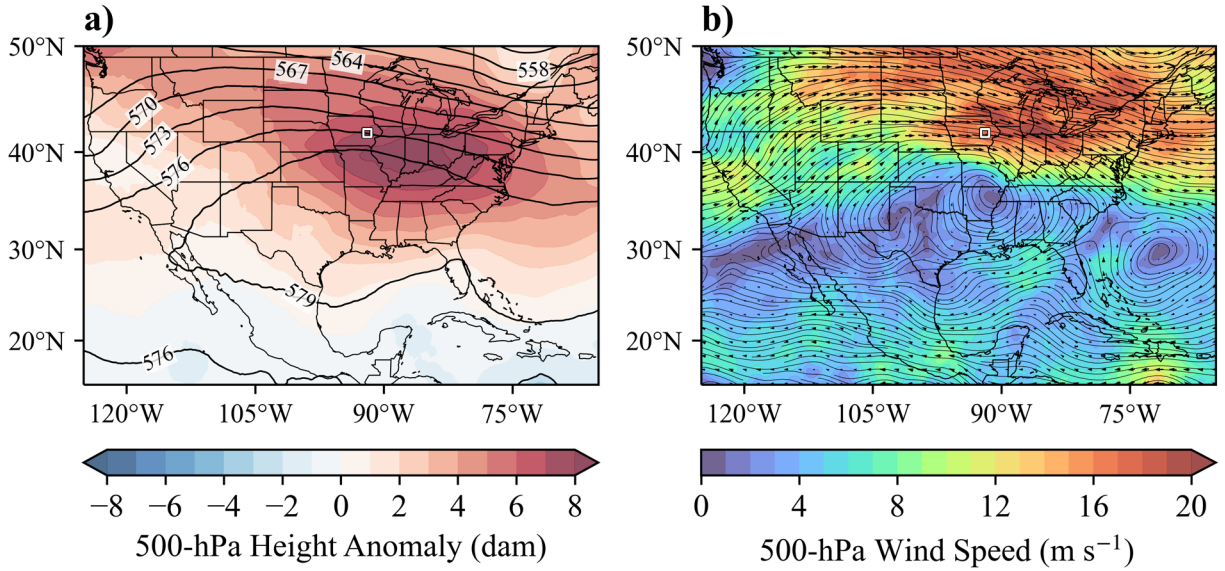 a)
b)
50°N
40°N
30°N
20°N
564
567
558
570
573
576
579
576
120°W
105°W
90°W
75°W
50°N
40°N
30°N
20°N
120°W
105°W
90°W
75°W
−8 −6 −4 −2 0 2 4 6 8
500-hPa Height Anomaly (dam)
0 4 8 12 16 20
500-hPa Wind Speed (m s⁻¹)